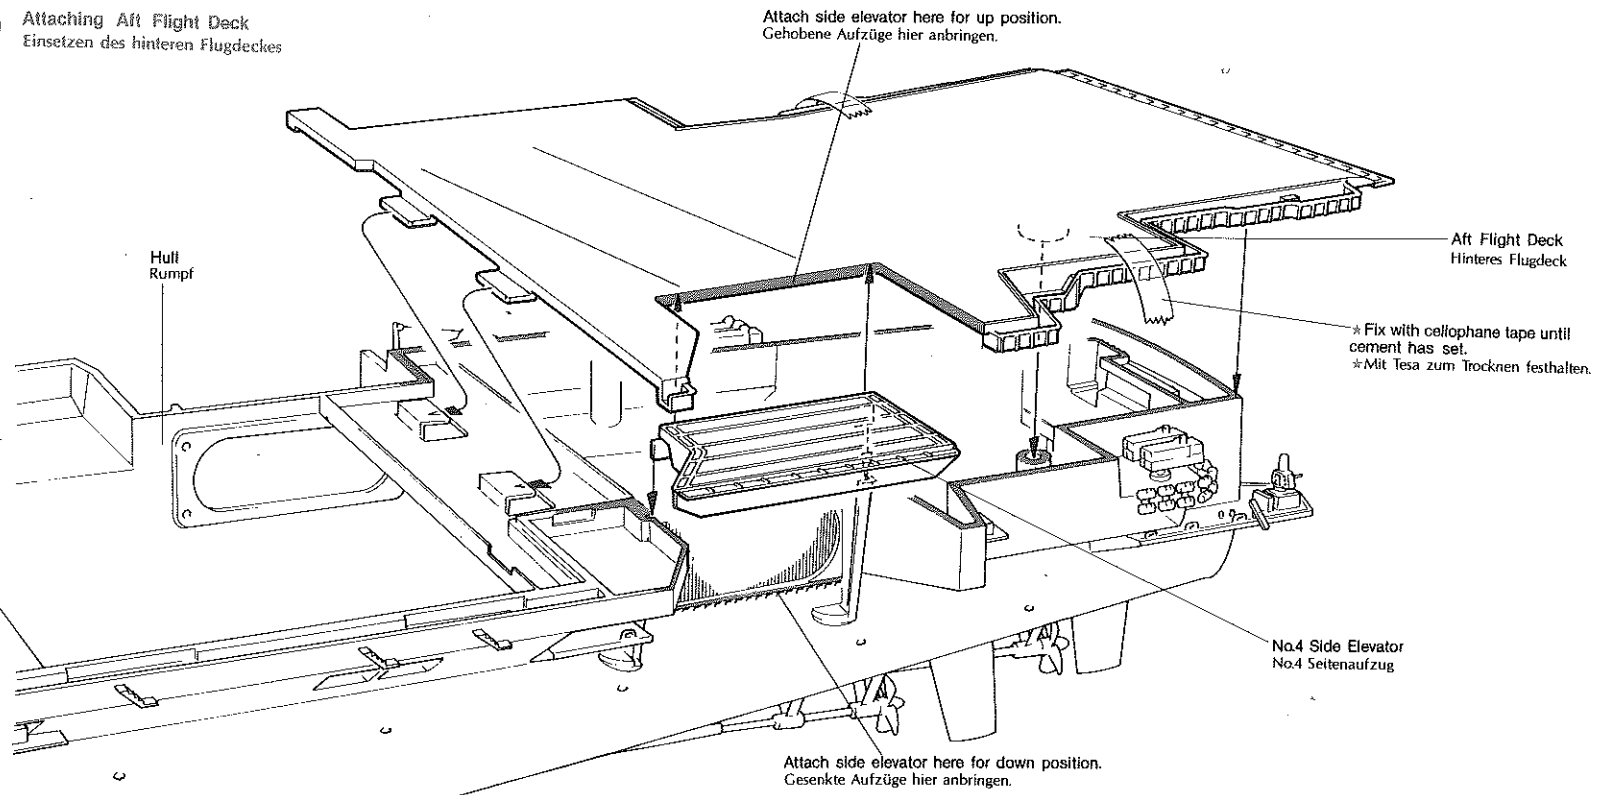 Attaching Aft Flight Deck
Einsetzen des hinteren Flugdeckes
Attach side elevator here for up position.
Gehobene Aufzüge hier anbringen.
Hull
Rumpf
Aft Flight Deck
Hinteres Flugdeck
☆Fix with cellophane tape until
cement has set.
☆Mit Tesa zum Trocknen festhalten.
No.4 Side Elevator
No.4 Seitenaufzug
Attach side elevator here for down position.
Gesenkte Aufzüge hier anbringen.